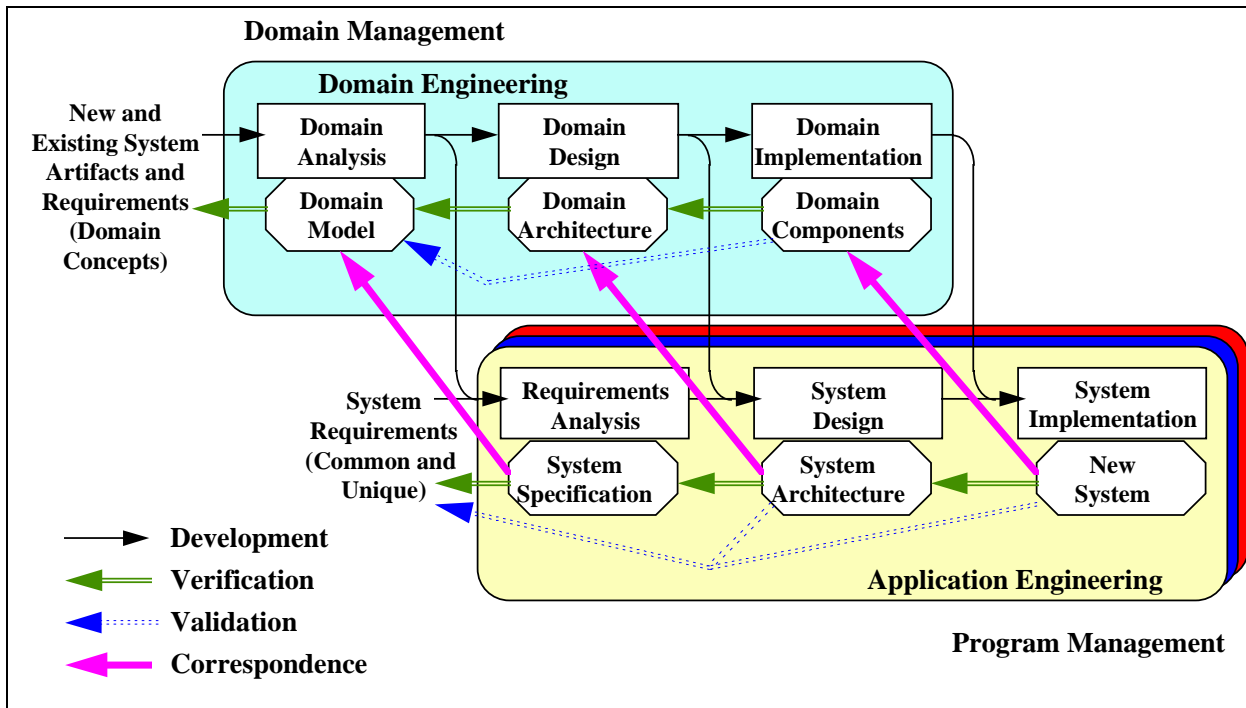 Domain Management
Domain Engineering
New and
Existing System
Artifacts and
Requirements
(Domain
Concepts)
Domain
Analysis
Domain
Design
Domain
Implementation
Domain
Model
Domain
Architecture
Domain
Components
System
Requirements
(Common and
Unique)
Requirements
Analysis
System
Design
System
Implementation
System
Specification
System
Architecture
New
System
Application Engineering
Program Management
Development
Verification
Validation
Correspondence